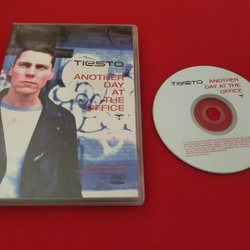 TIËSTO
ANOTHER
DAY AT
THE
OFFICE
DVD
TIËSTO
ANOTHER
DAY AT THE
OFFICE